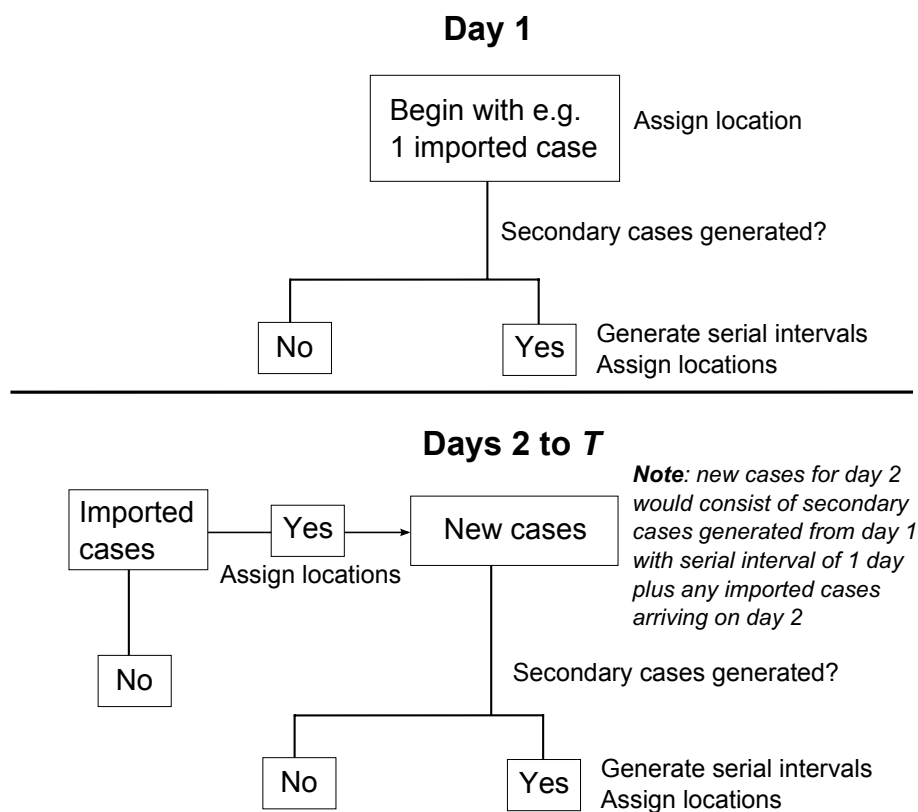 Day 1
Begin with e.g.
1 imported case
Assign location
Secondary cases generated?
No
Yes
Generate serial intervals
Assign locations
Days 2 to T
Note: new cases for day 2
would consist of secondary
cases generated from day 1
with serial interval of 1 day
plus any imported cases
arriving on day 2
Imported
cases
Yes
Assign locations
New cases
No
Secondary cases generated?
No
Yes
Generate serial intervals
Assign locations